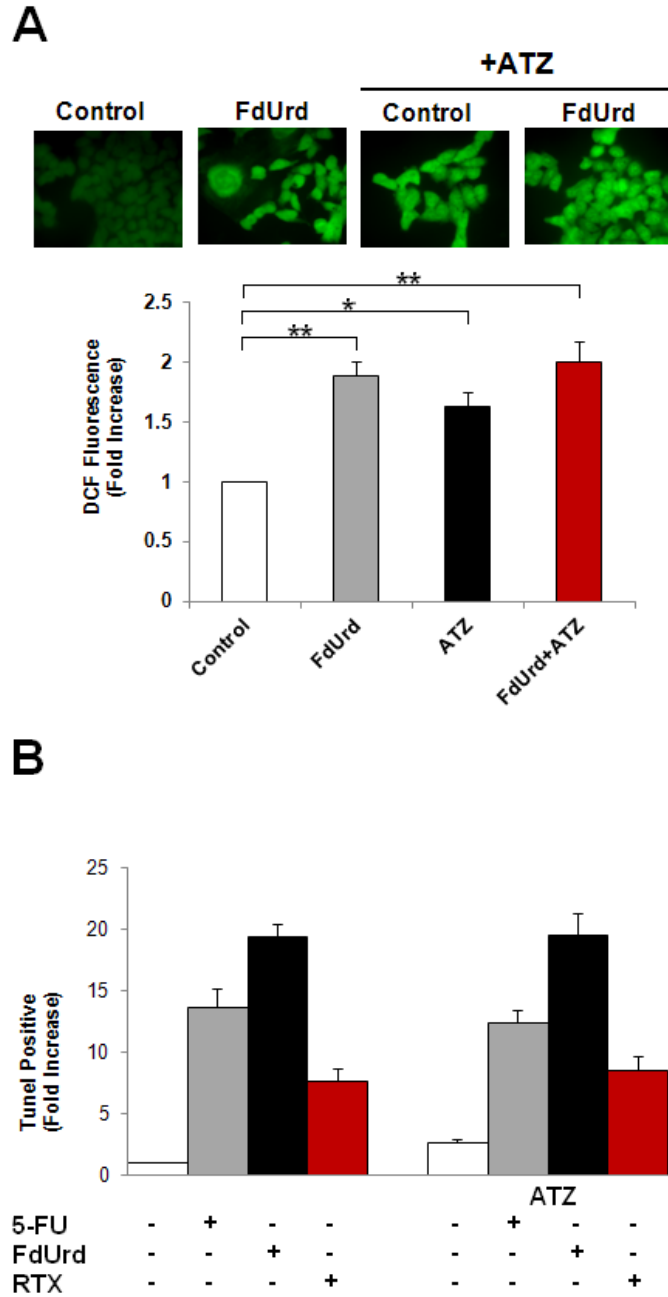 A
+ATZ
Control FdUrd Control FdUrd
** 
* 
**
2.5
2
1.5
1
0.5
0
DCF Fluorescence
(Fold Increase)
Control FdUrd ATZ FdUrd+ATZ
B
25
20
15
10
5
0
Tunel Positive
(Fold Increase)
ATZ
5-FU - + - - - + - -
FdUrd - - + - - - + -
RTX - - - + - - - +